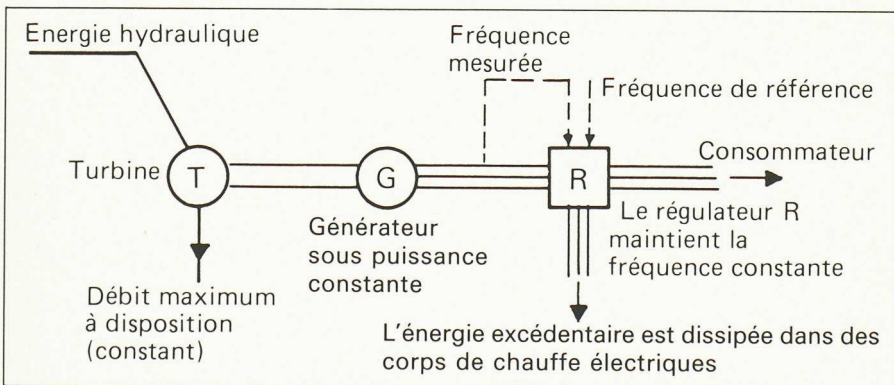 Energie hydraulique
Fréquence
mesurée
Fréquence de référence
Turbine
T
G
R
Consommateur
Générateur
sous puissance
constante
Le régulateur R
maintient la
fréquence constante
Débit maximum
à disposition
(constant)
L'énergie excédentaire est dissipée dans des
corps de chauffe électriques